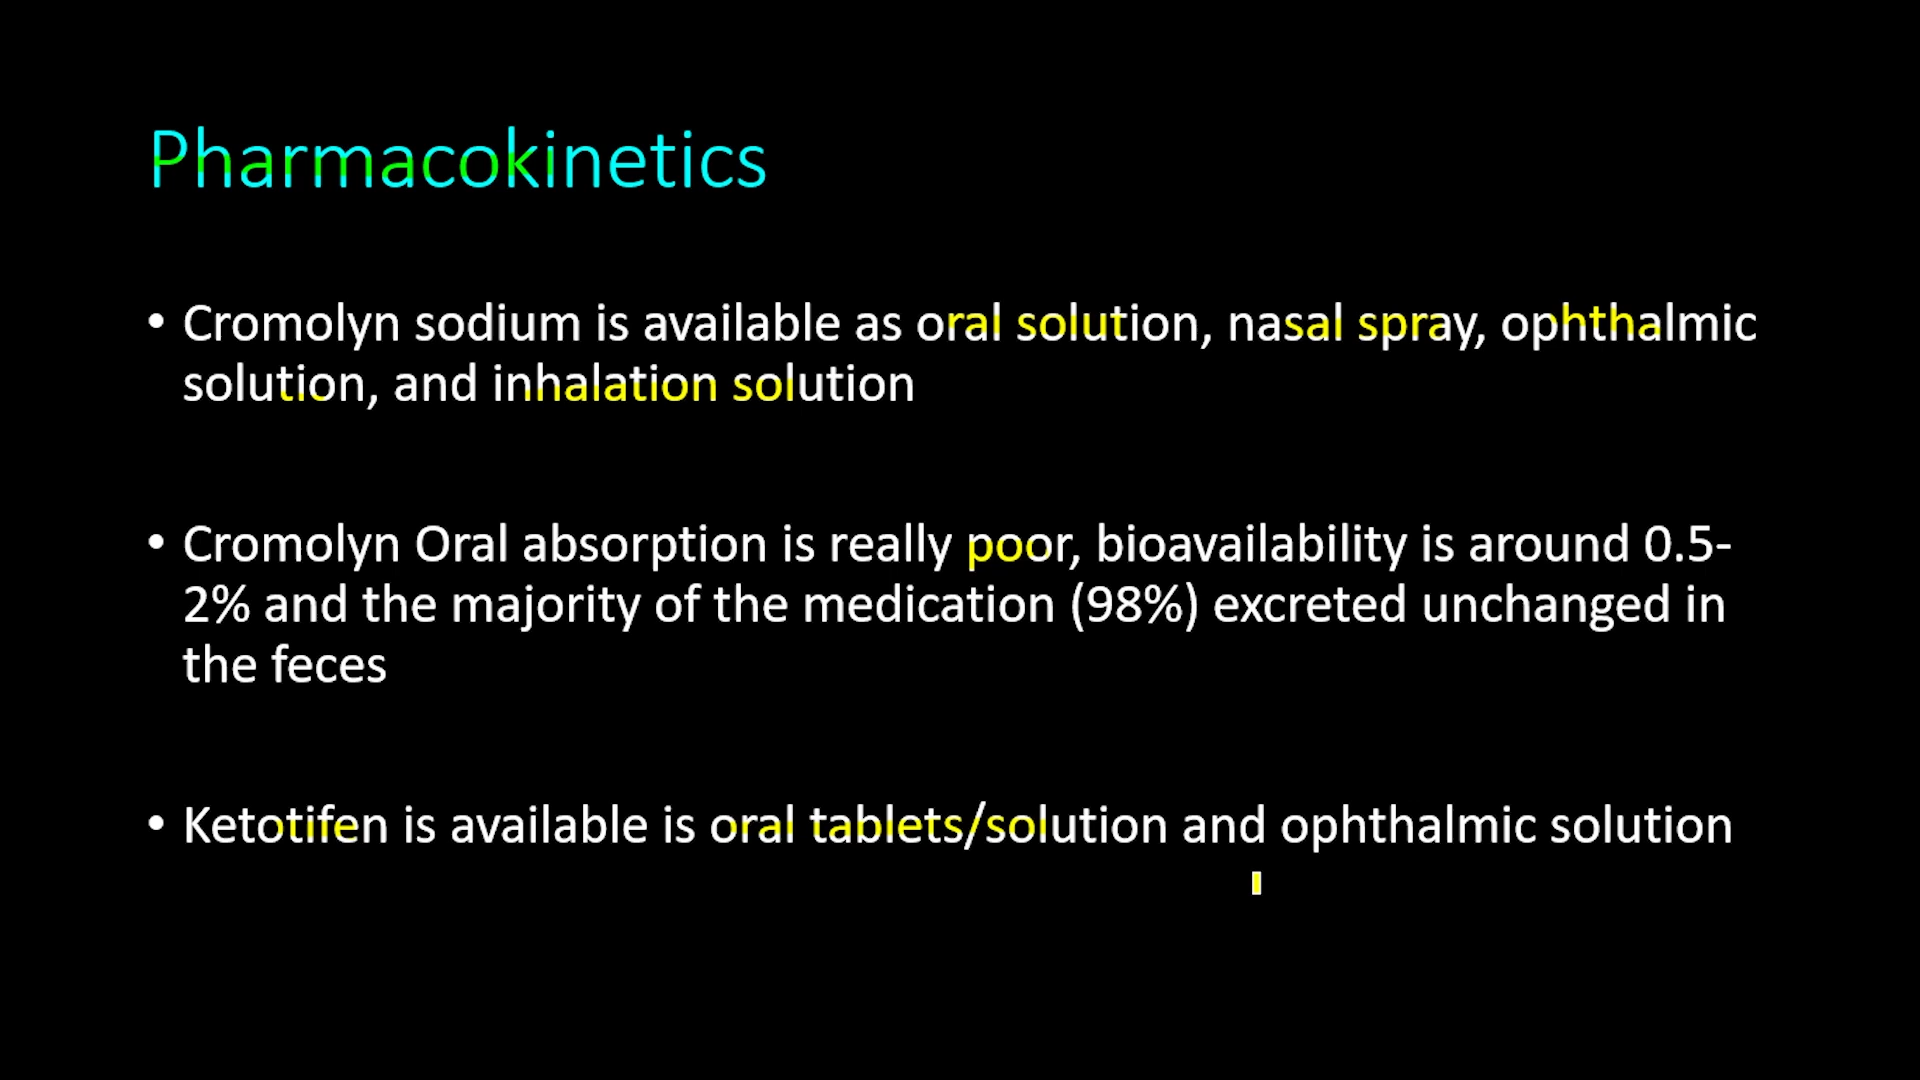 Pharmacokinetics
• Cromolyn sodium is available as oral solution, nasal spray, ophthalmic
solution, and inhalation solution
• Cromolyn Oral absorption is really poor, bioavailability is around 0.5-
2% and the majority of the medication (98%) excreted unchanged in
the feces
• Ketotifen is available is oral tablets/solution and ophthalmic solution